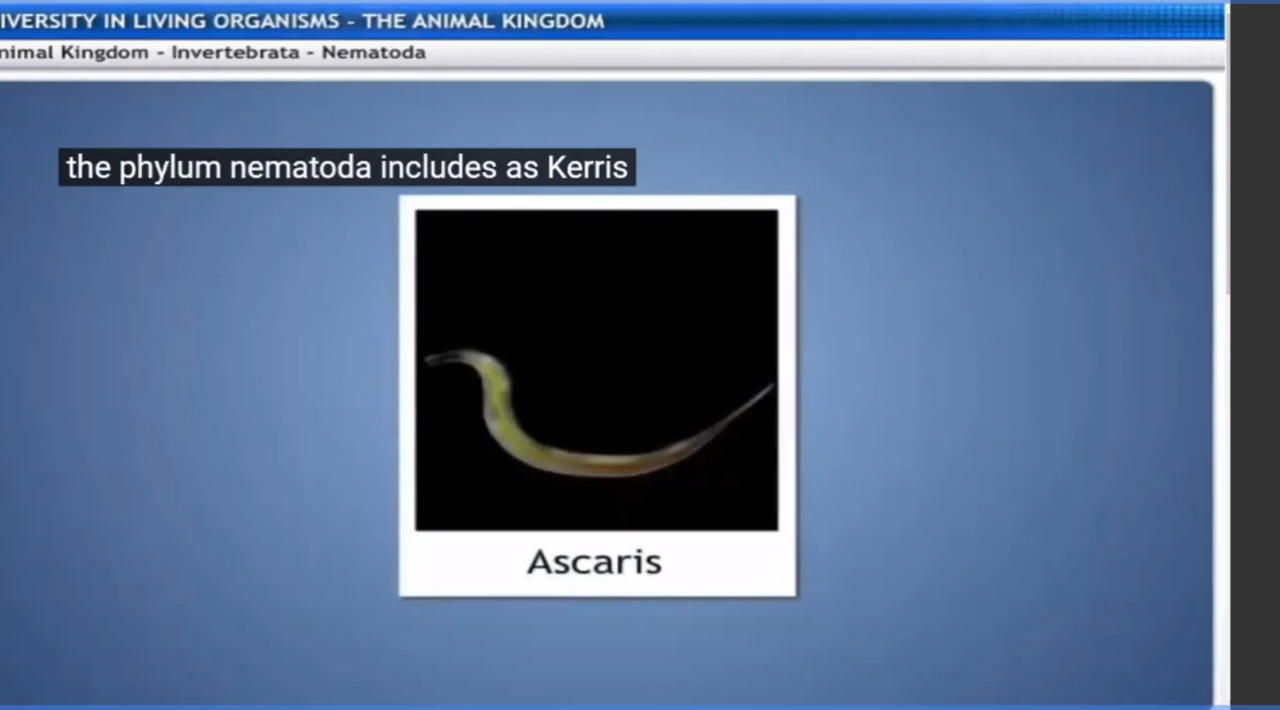 IVERSITY IN LIVING ORGANISMS - THE ANIMAL KINGDOM
nimal Kingdom - Invertebrata - Nematoda
the phylum nematoda includes as Kerris
Ascaris